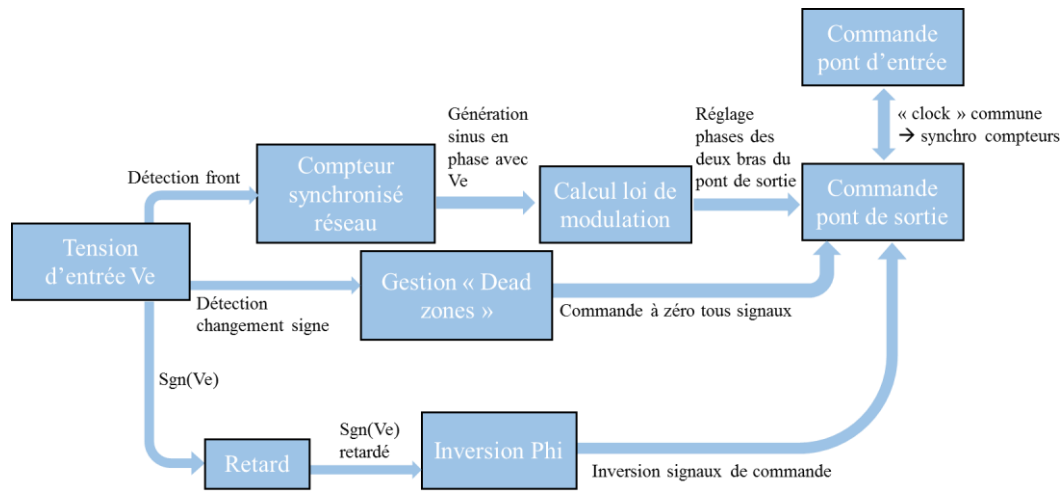 Commande
pont d'entrée
« clock » commune
→ synchro compteurs
Génération
sinus en
phase avec
Ve
Réglage
phases des
deux bras du
pont de sortie
Détection front
Compteur
synchronisé
réseau
Calcul loi de
modulation
Commande
pont de sortie
Tension
d'entrée Ve
Gestion « Dead
zones »
Détection
changement signe
Commande à zéro tous signaux
Sgn(Ve)
Retard
Sgn(Ve)
retardé
Inversion Phi
Inversion signaux de commande